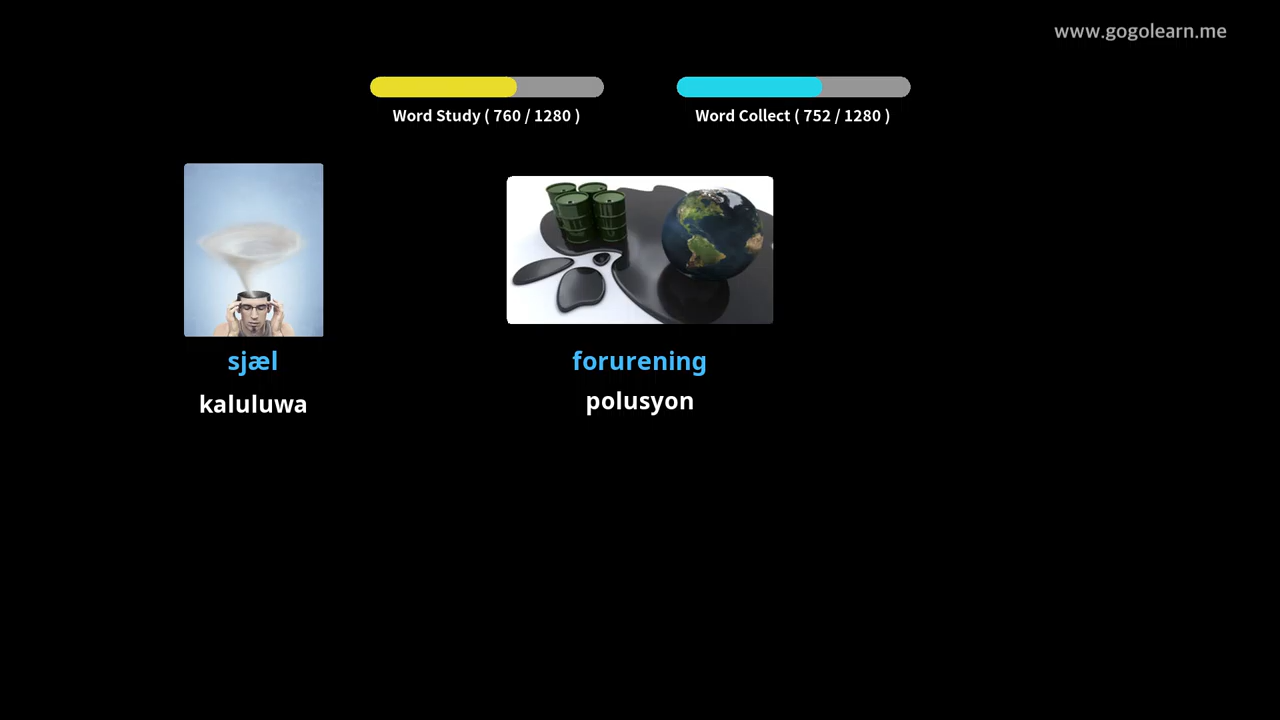 www.gogolearn.me
Word Study ( 760 / 1280 )
Word Collect ( 752 / 1280 )
sjæl
kaluluwa
forurening
polusyon